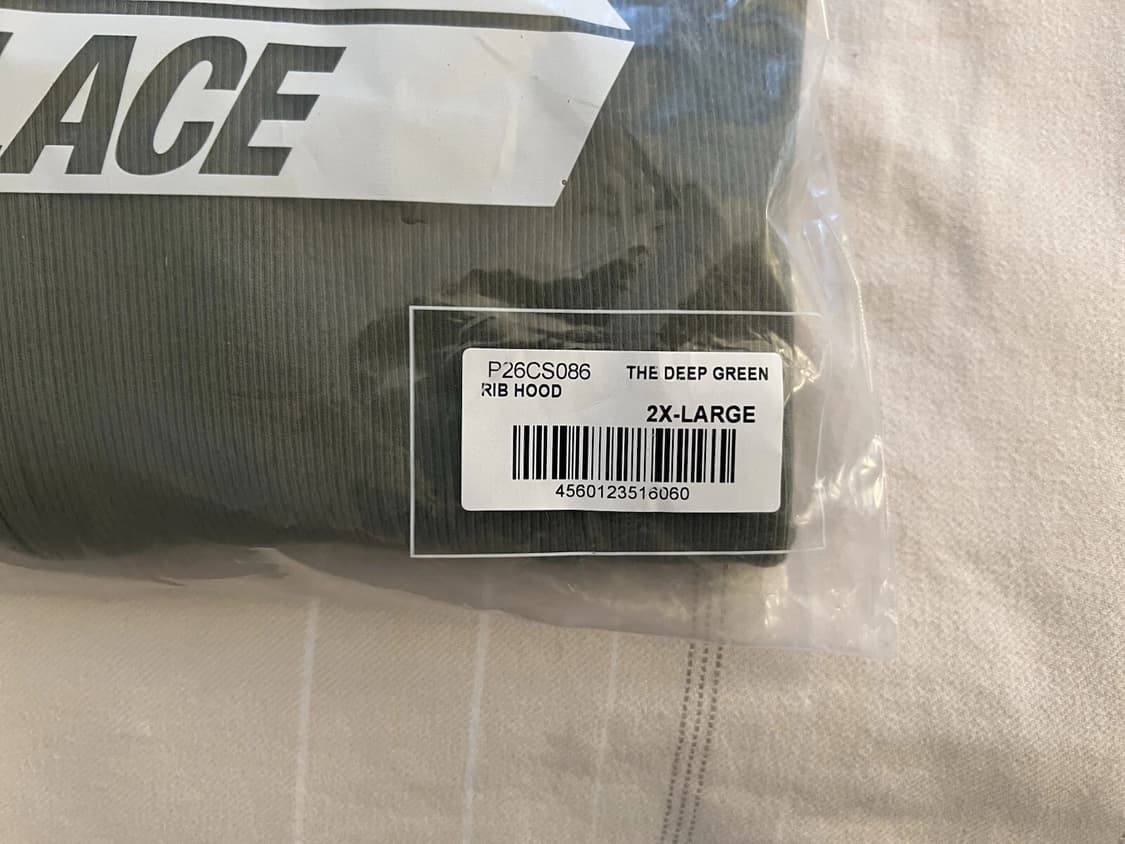 LACE
P26CS086 THE DEEP GREEN
RIB HOOD
2X-LARGE
4560123516060